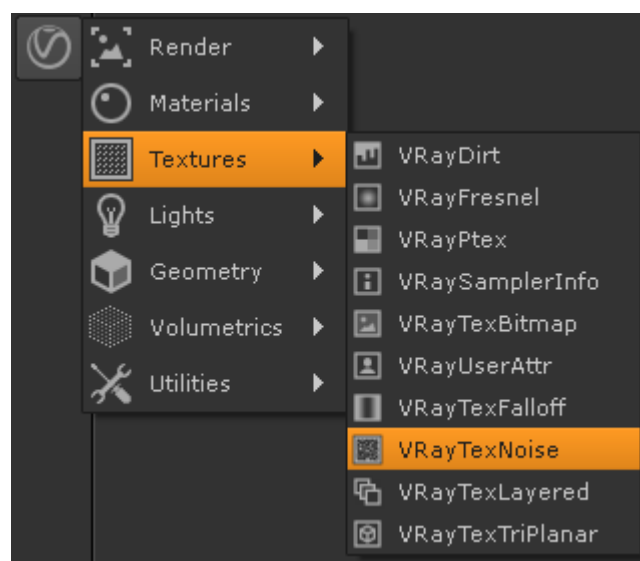 Render
Materials
Textures
Lights
Geometry
Volumetrics
Utilities
VRayDirt
VRayFresnel
VRayPtex
VRaySamplerInfo
VRayTexBitmap
VRayUserAttr
VRayTexFalloff
VRayTexNoise
VRayTexLayered
VRayTexTriPlanar